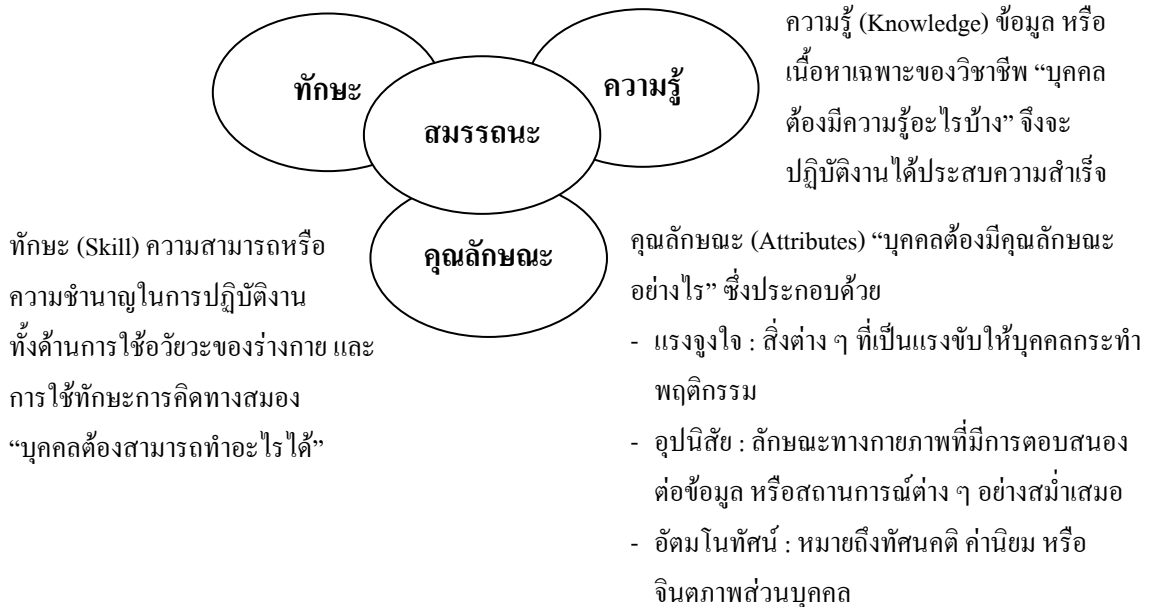 ทักษะ
ความรู้
สมรรถนะ
คุณลักษณะ
ความรู้ (Knowledge) ข้อมูล หรือ
เนื้อหาเฉพาะของวิชาชีพ “บุคคล
ต้องมีความรู้อะไรบ้าง” จึงจะ
ปฏิบัติงานได้ประสบความสำเร็จ
ทักษะ (Skill) ความสามารถหรือ
ความชำนาญในการปฏิบัติงาน
ทั้งด้านการใช้อวัยวะของร่างกาย และ
การใช้ทักษะการคิดทางสมอง
“บุคคลต้องสามารถทำอะไรได้”
คุณลักษณะ (Attributes) “บุคคลต้องมีคุณลักษณะ
อย่างไร” ซึ่งประกอบด้วย
- แรงจูงใจ : สิ่งต่าง ๆ ที่เป็นแรงขับให้บุคคลกระทำ
พฤติกรรม
- อุปนิสัย : ลักษณะทางกายภาพที่มีการตอบสนอง
ต่อข้อมูล หรือสถานการณ์ต่าง ๆ อย่างสม่ำเสมอ
- อัตมโนทัศน์ : หมายถึงทัศนคติ ค่านิยม หรือ
จินตภาพส่วนบุคคล